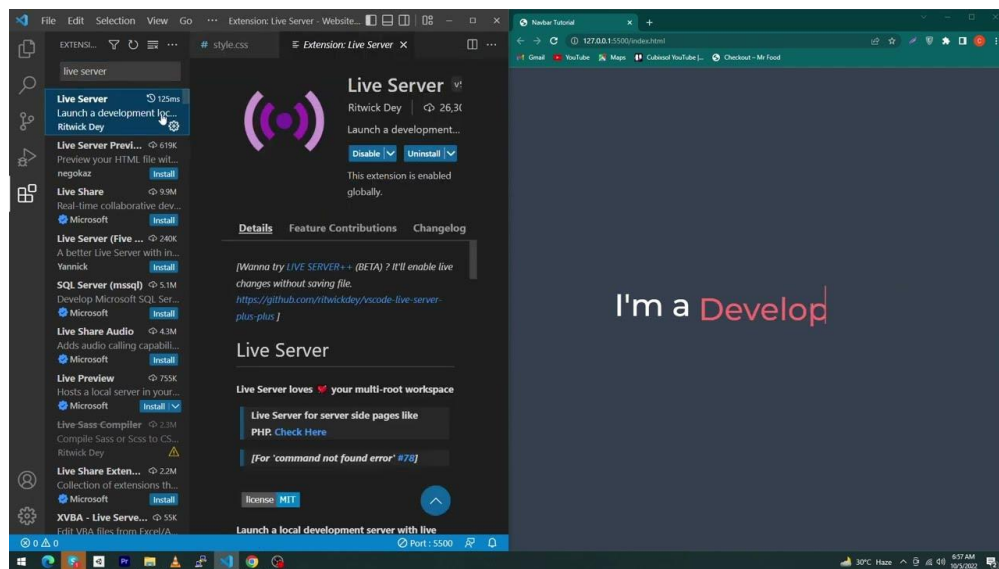 File Edit Selection View Go ··· Extension: Live Server - Website...
EXTENSI...
live server
Live Server 125ms
Launch a development loc...
Ritwick Dey
Live Server Previ... 619K
Preview your HTML file wit...
negokaz Install
Live Share 9.9M
Real-time collaborative dev...
Microsoft Install
Live Server (Five ... 240K
A better Live Server with in...
Yannick Install
SQL Server (mssql) 5.1M
Develop Microsoft SQL Ser...
Microsoft Install
Live Share Audio 4.3M
Adds audio calling capabili...
Microsoft Install
Live Preview 755K
Hosts a local server in your...
Microsoft Install
Live Sass Compiler 2.3M
Compile Sass or Scss to CS...
Ritwick Dey
Live Share Exten... 2.2M
Collection of extensions th...
Microsoft Install
XVBA - Live Serve... 55K
Edit VBA files from Excel/A...
# style.css Extension: Live Server
Live Server
Ritwick Dey 26,30
Launch a development...
Disable Uninstall
This extension is enabled
globally.
Details Feature Contributions Changelog
[Wanna try LIVE SERVER++ (BETA) ? It'll enable live
changes without saving file.
https://github.com/ritwickdey/vscode-live-server-
plus-plus ]
Live Server
Live Server loves your multi-root workspace
Live Server for server side pages like
PHP. Check Here
[For 'command not found error' #78]
license MIT
Launch a local development server with live
0 0 Port : 5500
Navbar Tutorial
127.0.0.1:5500/index.html
Gmail YouTube Maps Cubixsol YouTube |... Checkout – Mr Food
I'm a Develop
30°C Haze 6:57 AM
10/5/2022